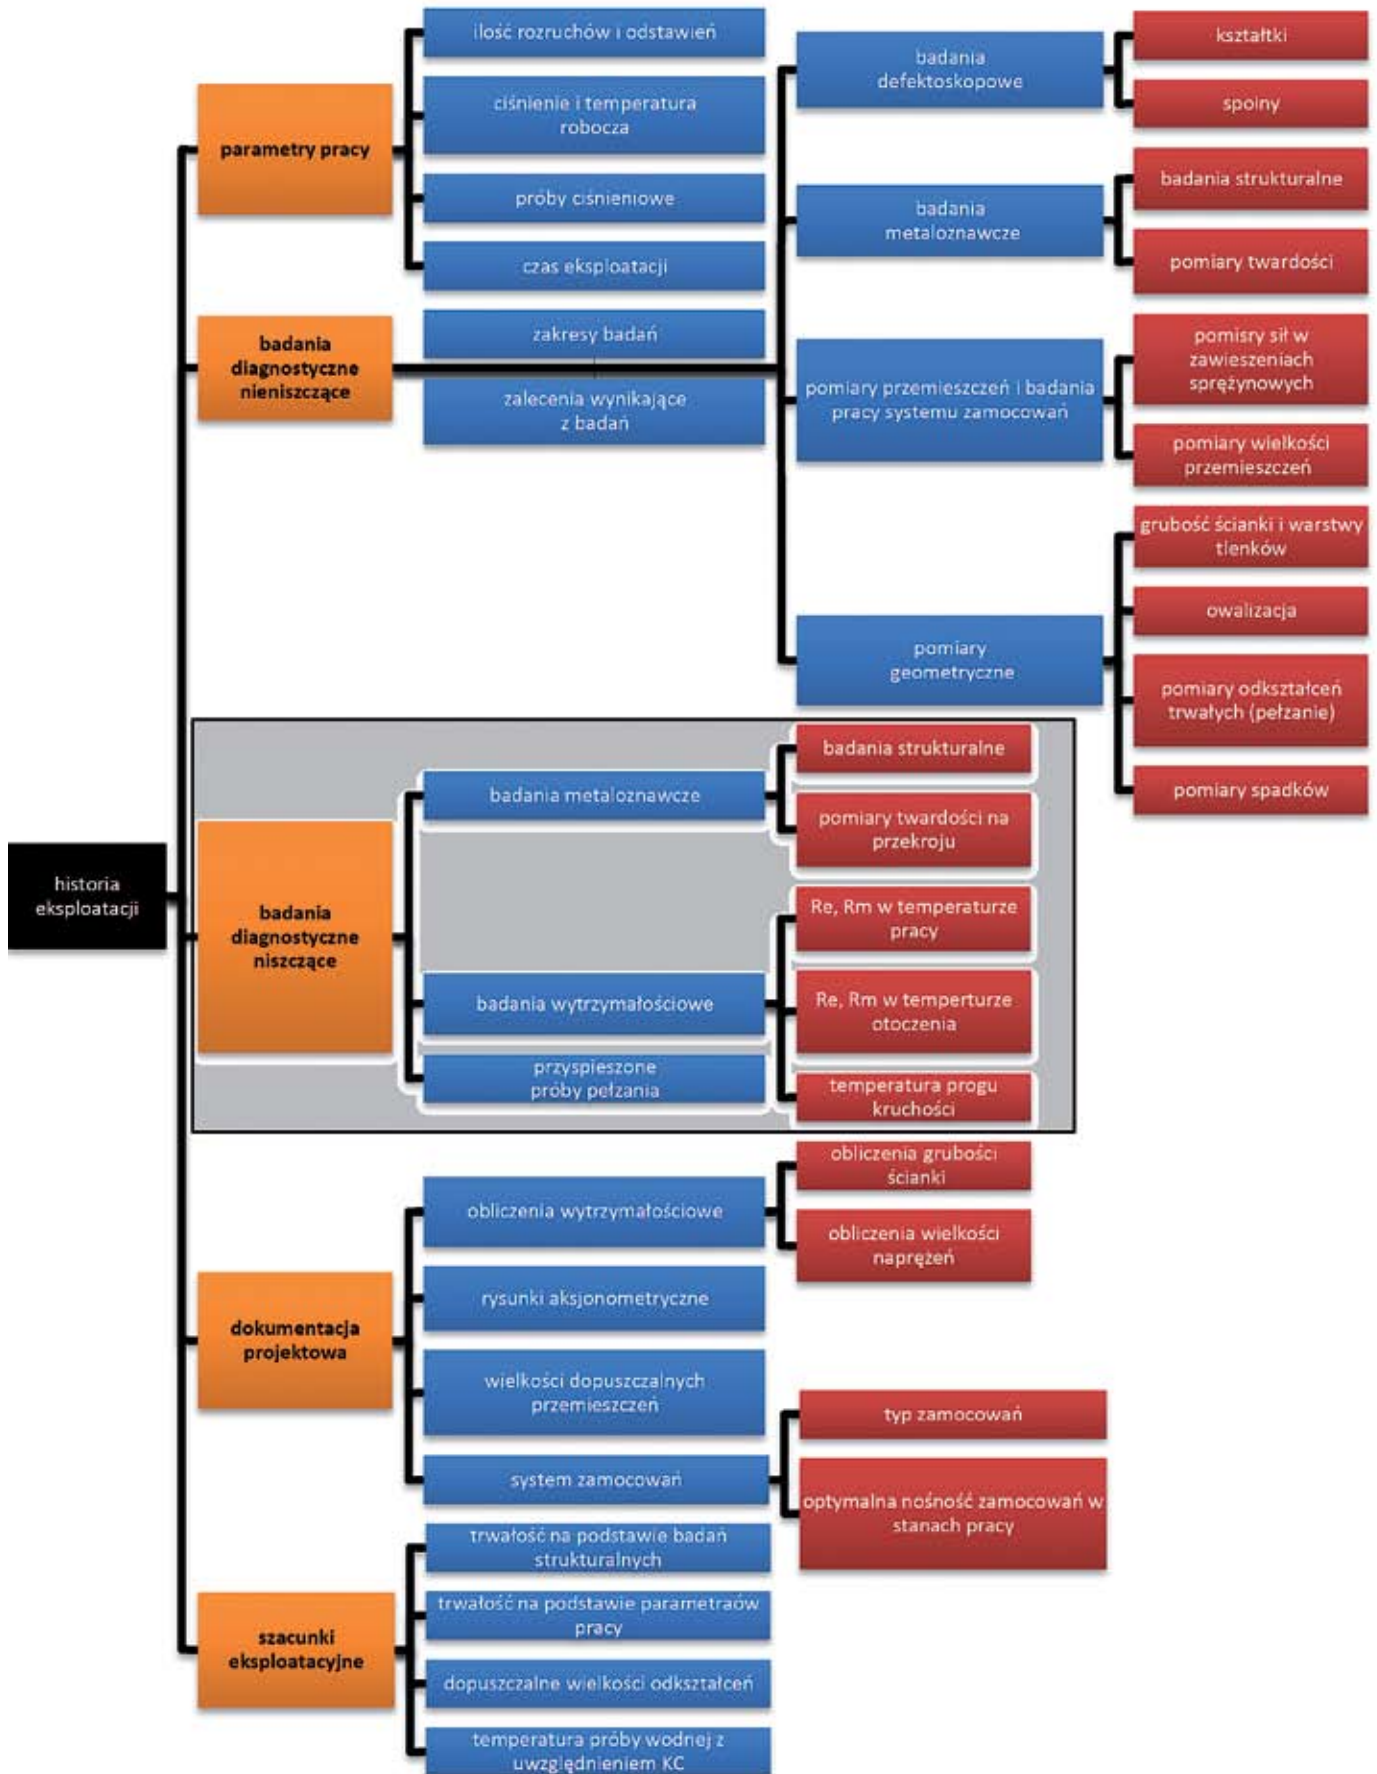 historia
eksploatacji
parametry pracy
ilość rozruchów i odstawień
ciśnienie i temperatura
robocza
próby ciśnieniowe
czas eksploatacji
badania
diagnostyczne
nieniszczące
zakresy badań
zalecenia wynikające
z badań
badania
defektoskopowe
kształtki
spoiny
badania
metaloznawcze
badania strukturalne
pomiary twardości
pomiary przemieszczeń i badania
pracy systemu zamocowań
pomisry sił w
zawieszeniach
sprężynowych
pomiary wielkości
przemieszczeń
pomiary
geometryczne
grubość ścianki i warstwy
tlenków
owalizacja
pomiary odkształceń
trwałych (pełzanie)
pomiary spadków
badania
diagnostyczne
niszczące
badania metaloznawcze
badania strukturalne
pomiary twardości na
przekroju
badania wytrzymałościowe
Re, Rm w temperaturze
pracy
Re, Rm w temperturze
otoczenia
temperatura progu
kruchości
przyspieszone
próby pełzania
dokumentacja
projektowa
obliczenia wytrzymałościowe
obliczenia grubości
ścianki
obliczenia wielkości
naprężeń
rysunki aksjonometryczne
wielkości dopuszczalnych
przemieszczeń
system zamocowań
typ zamocowań
optymalna nośność zamocowań w
stanach pracy
szacunki
eksploatacyjne
trwałość na podstawie badań
strukturalnych
trwałość na podstawie parametraów
pracy
dopuszczalne wielkości odkształceń
temperatura próby wodnej z
uwzględnieniem KC